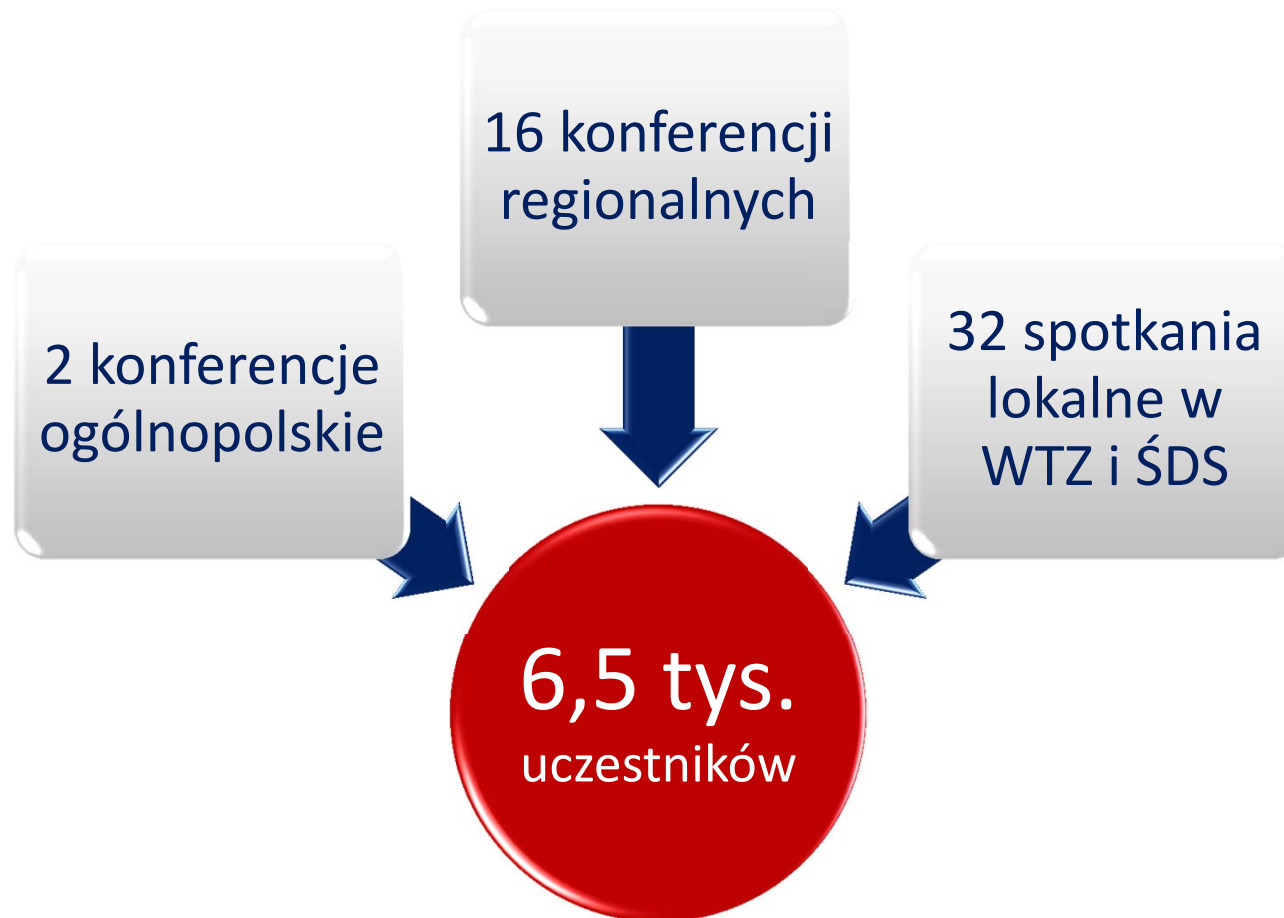 16 konferencji
regionalnych
2 konferencje
ogólnopolskie
32 spotkania
lokalne w
WTZ i ŚDS
6,5 tys.
uczestników